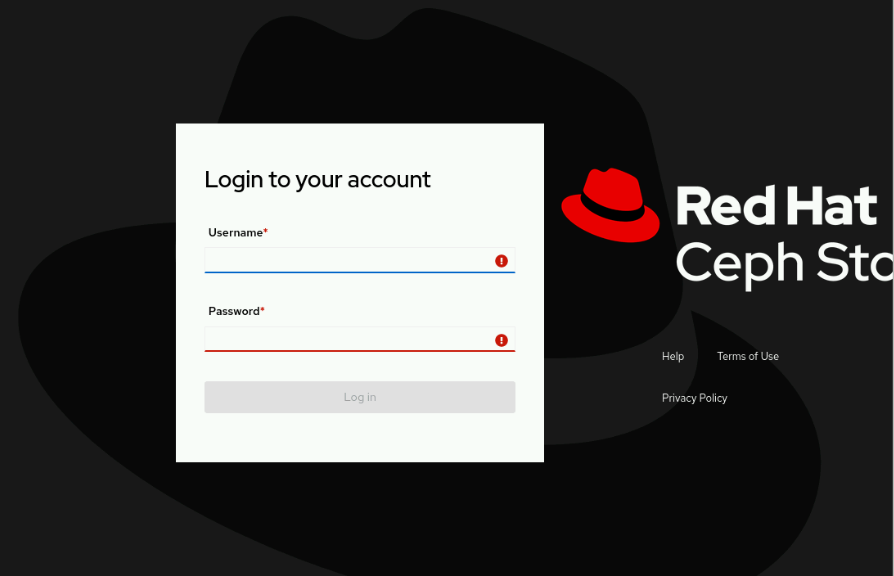 Login to your account
Username*
Password*
Log in
Red Hat
Ceph Sto
Help Terms of Use
Privacy Policy